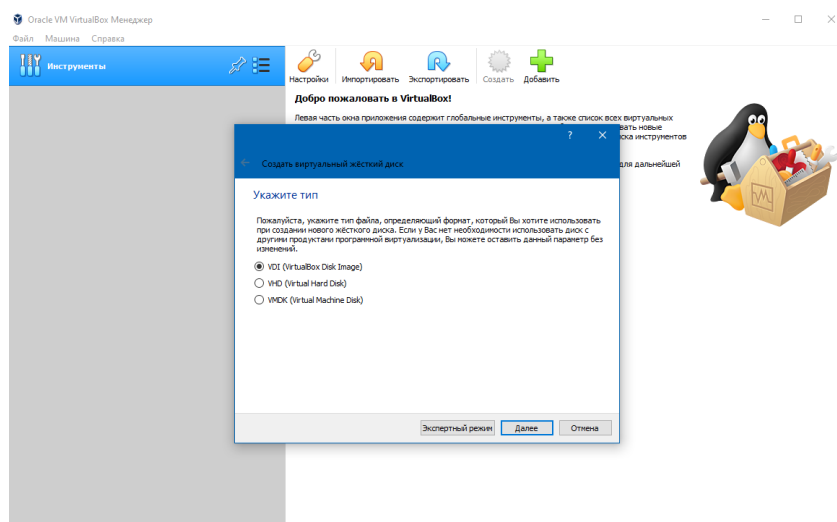 Oracle VM VirtualBox Менеджер
Файл Машина Справка
Инструменты
Настройки Импортировать Экспортировать Создать Добавить
Добро пожаловать в VirtualBox!
Левая часть окна приложения содержит глобальные инструменты, а также список всех виртуальных
вать новые
ска инструментов
для дальнейшей
?
Создать виртуальный жёсткий диск
Укажите тип
Пожалуйста, укажите тип файла, определяющий формат, который Вы хотите использовать
при создании нового жёсткого диска. Если у Вас нет необходимости использовать диск с
другими продуктами программной виртуализации, Вы можете оставить данный параметр без
изменений.
VDI (VirtualBox Disk Image)
VHD (Virtual Hard Disk)
VMDK (Virtual Machine Disk)
Экспертный режим Далее Отмена